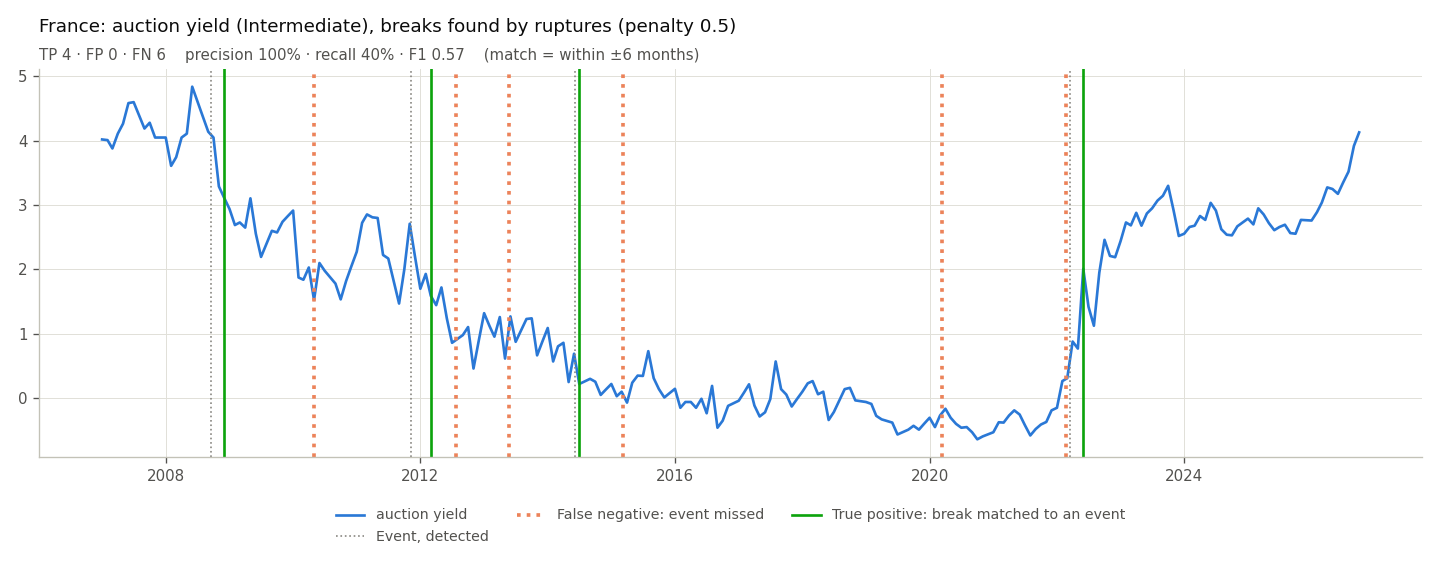 France: auction yield (Intermediate), breaks found by ruptures (penalty 0.5)
TP 4 · FP 0 · FN 6    precision 100% · recall 40% · F1 0.57    (match = within ±6 months)
5
4
3
2
1
0
2008
2012
2016
2020
2024
auction yield
False negative: event missed
True positive: break matched to an event
Event, detected